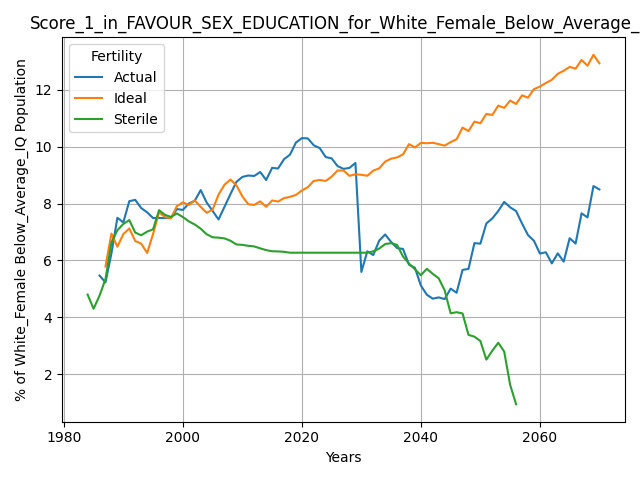 Score_1_in_FAVOUR_SEX_EDUCATION_for_White_Female_Below_Average_
Fertility
Actual
Ideal
Sterile
% of White_Female Below_Average_IQ Population
12
10
8
6
4
2
1980
2000
2020
2040
2060
Years